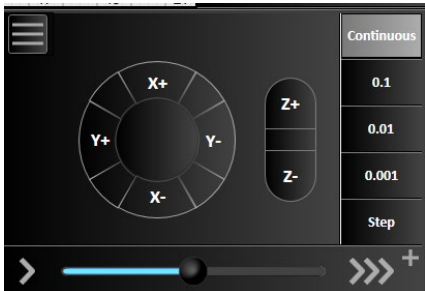 Continuous
X+
0.1
Z+
0.01
Y+
Y-
Z-
0.001
X-
Step